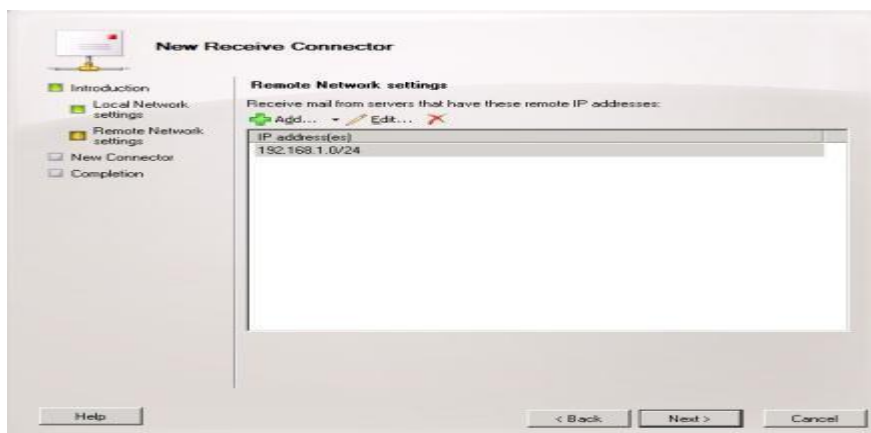 New Receive Connector
Introduction
Local Network
settings
Remote Network
settings
New Connector
Completion
Remote Network settings
Receive mail from servers that have these remote IP addresses:
Add...
Edit...
IP address(es)
192.168.1.0/24
Help
< Back
Next >
Cancel